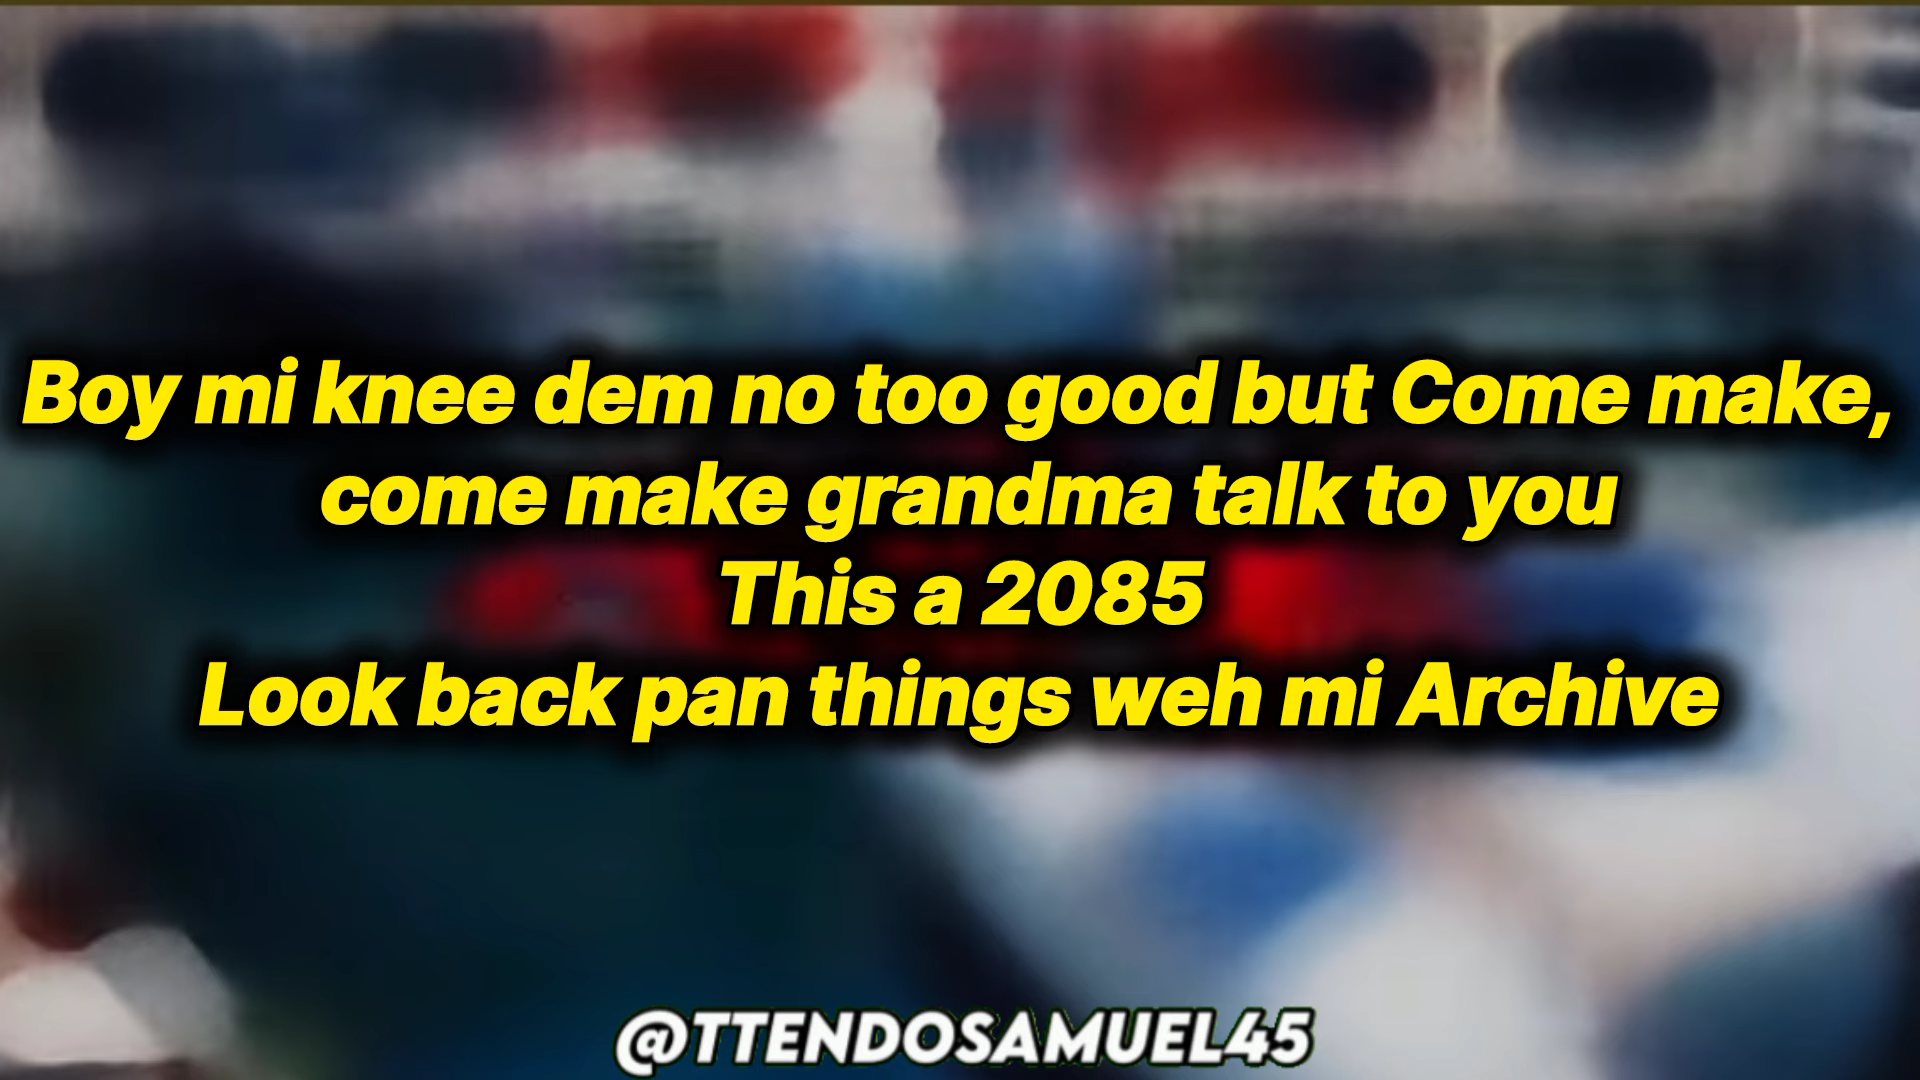 Boy mi knee dem no too good but Come make,
come make grandma talk to you
This a 2085
Look back pan things weh mi Archive
@TTENDOSAMUEL45